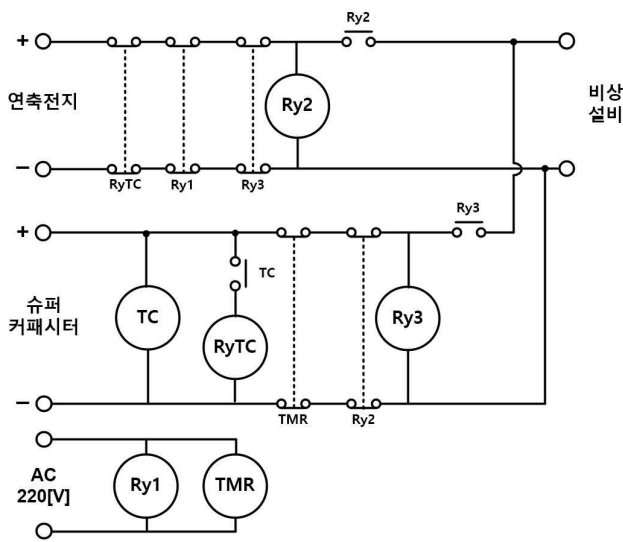 Ry2
+
연축전지
Ry2
비상
설비
−
RyTC
Ry1
Ry3
+
Ry3
TC
슈퍼
커패시터
TC
RyTC
Ry3
−
TMR
Ry2
AC
220[V]
Ry1
TMR